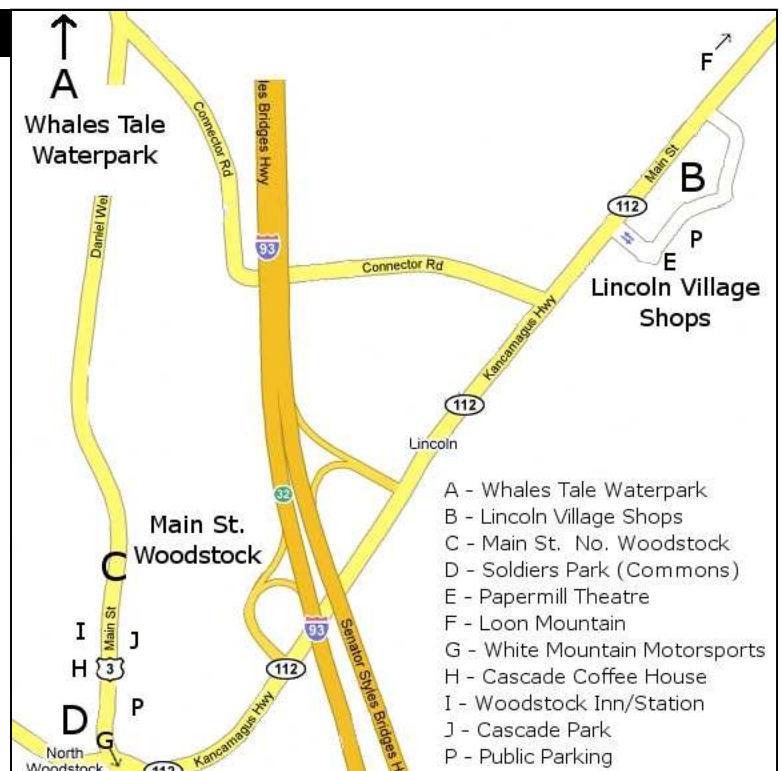 A
Whales Tale
Waterpark
Connector Rd
les Bridges Hwy
F
Main St
B
112
P
E
Lincoln Village
Shops
93
Daniel Wei
Connector Rd
Kancamagus Hwy
112
Lincoln
32
Main St.
Woodstock
C
I
Main St
J
H
3
P
D
G
North
Woodstock
112
Kancamagus Hwy
112
93
Senator Styles Bridges H
A - Whales Tale Waterpark
B - Lincoln Village Shops
C - Main St. No. Woodstock
D - Soldiers Park (Commons)
E - Papermill Theatre
F - Loon Mountain
G - White Mountain Motorsports
H - Cascade Coffee House
I - Woodstock Inn/Station
J - Cascade Park
P - Public Parking